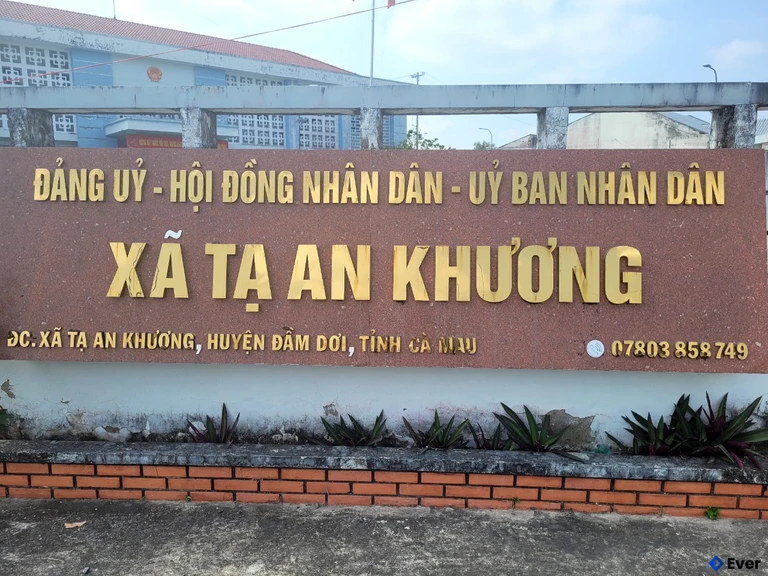 ĐẢNG UỶ - HỘI ĐỒNG NHÂN DÂN - UỶ BAN NHÂN DÂN
XÃ TẠ AN KHƯƠNG
ĐC. XÃ TẠ AN KHƯƠNG, HUYỆN ĐẦM DƠI, TỈNH CÀ MAU
07803 858 749
Ever